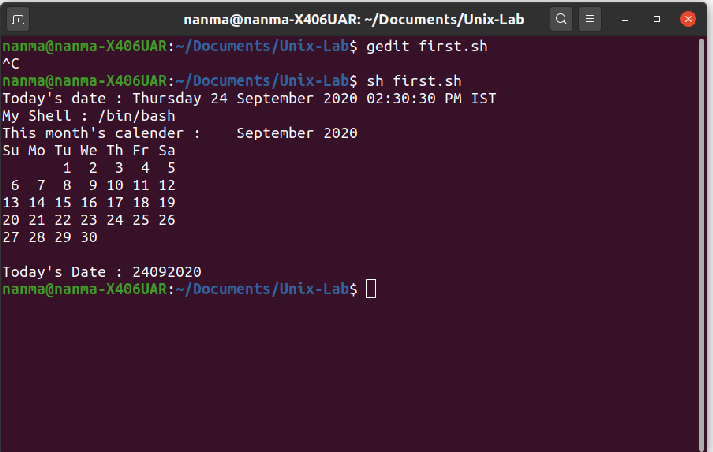 nanma@nanma-X406UAR: ~/Documents/Unix-Lab
nanma@nanma-X406UAR:~/Documents/Unix-Lab$ gedit first.sh
^C
nanma@nanma-X406UAR:~/Documents/Unix-Lab$ sh first.sh
Today's date : Thursday 24 September 2020 02:30:30 PM IST
My Shell : /bin/bash
This month's calender :    September 2020
Su Mo Tu We Th Fr Sa
       1  2  3  4  5
 6  7  8  9 10 11 12
13 14 15 16 17 18 19
20 21 22 23 24 25 26
27 28 29 30

Today's Date : 24092020
nanma@nanma-X406UAR:~/Documents/Unix-Lab$